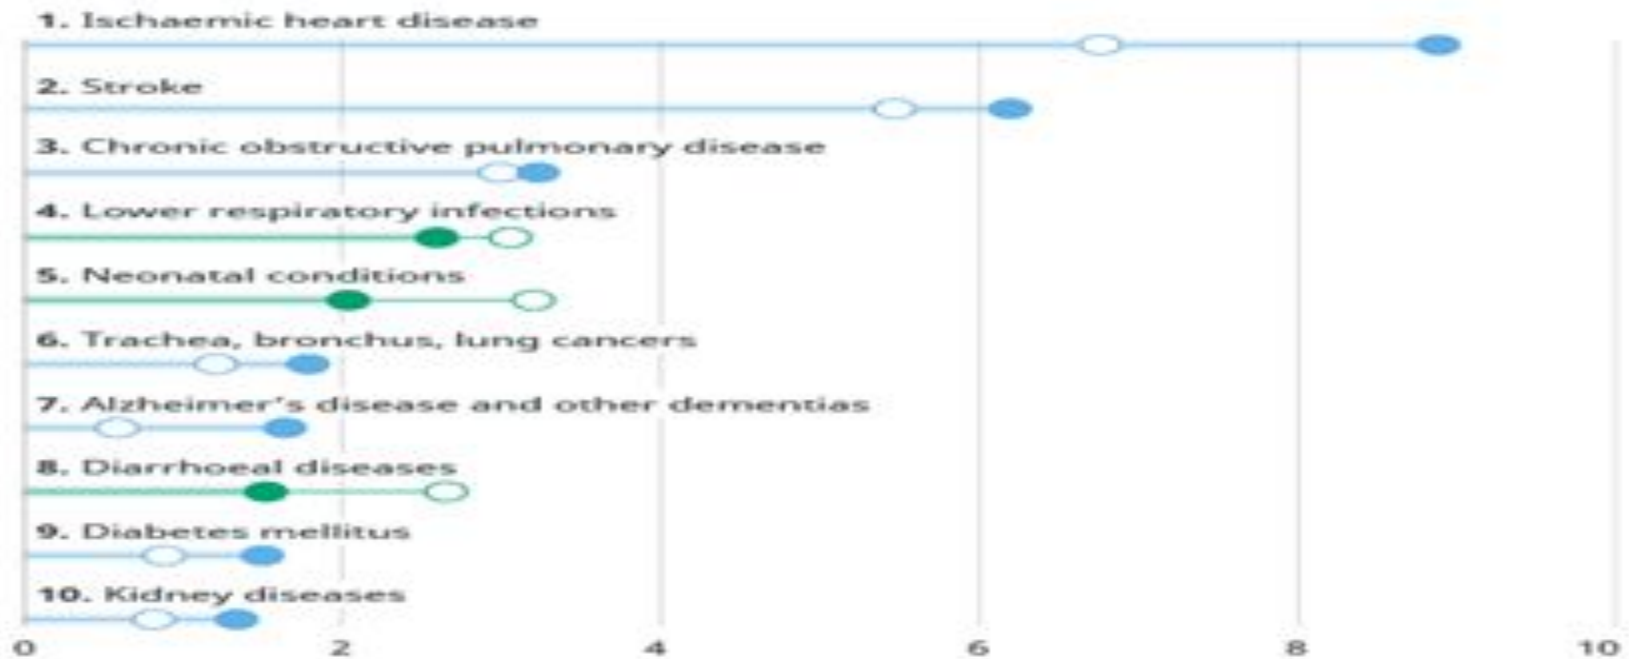 1. Ischaemic heart disease
2. Stroke
3. Chronic obstructive pulmonary disease
4. Lower respiratory infections
5. Neonatal conditions
6. Trachea, bronchus, lung cancers
7. Alzheimer's disease and other dementias
8. Diarrhoeal diseases
9. Diabetes mellitus
10. Kidney diseases
0 2 4 6 8 10